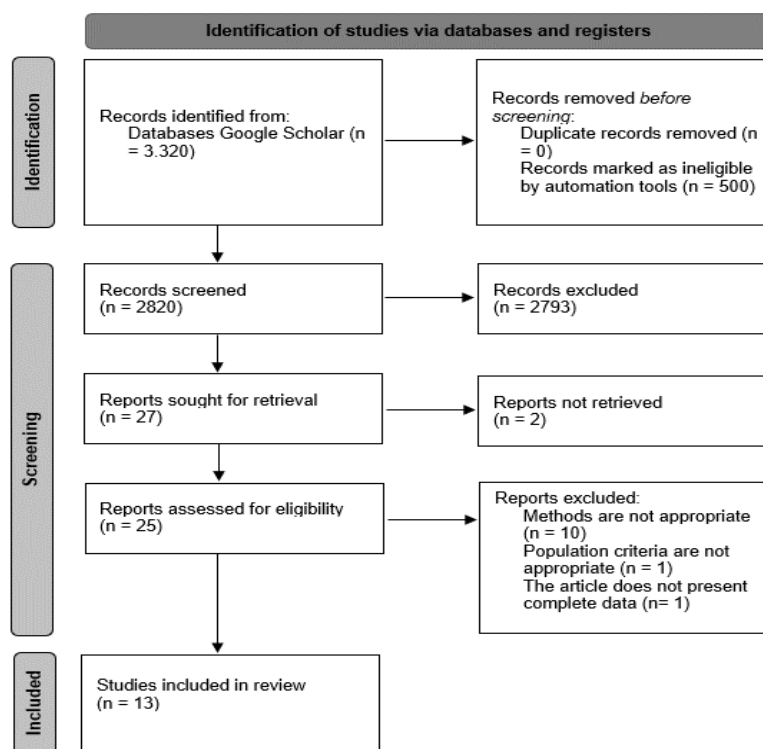 Identification of studies via databases and registers
Identification
Records identified from:
Databases Google Scholar (n
= 3.320)
Records removed before
screening:
Duplicate records removed (n
= 0)
Records marked as ineligible
by automation tools (n = 500)
Screening
Records screened
(n = 2820)
Records excluded
(n = 2793)
Reports sought for retrieval
(n = 27)
Reports not retrieved
(n = 2)
Reports assessed for eligibility
(n = 25)
Reports excluded:
Methods are not appropriate
(n = 10)
Population criteria are not
appropriate (n = 1)
The article does not present
complete data (n= 1)
Included
Studies included in review
(n = 13)